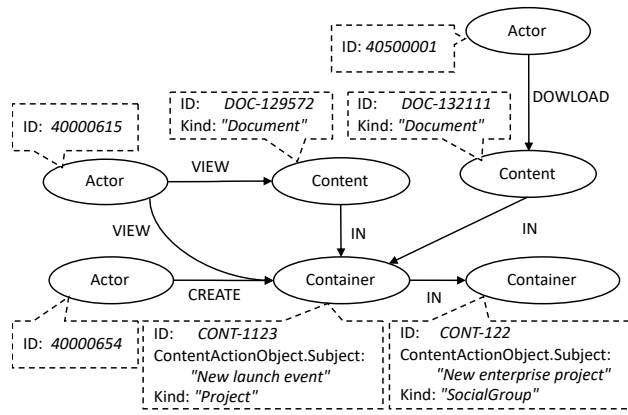 Actor
ID: 40500001
DOWLOAD
ID: DOC-129572
Kind: "Document"
ID: DOC-132111
Kind: "Document"
ID: 40000615
Actor
VIEW
Content
Content
VIEW
IN
IN
Actor
CREATE
Container
IN
Container
ID: 40000654
ID: CONT-1123
ContentActionObject.Subject:
"New launch event"
Kind: "Project"
ID: CONT-122
ContentActionObject.Subject:
"New enterprise project"
Kind: "SocialGroup"